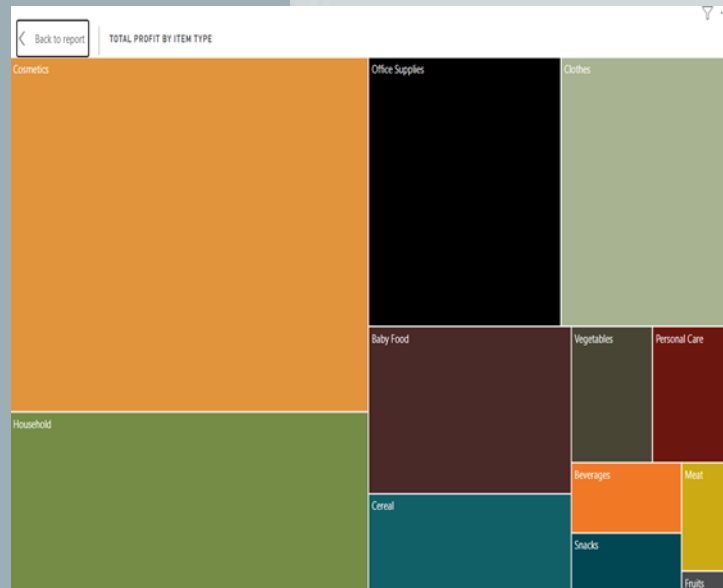 Back to report
TOTAL PROFIT BY ITEM TYPE
Cosmetics
Office Supplies
Clothes
Baby Food
Vegetables
Personal Care
Household
Beverages
Meat
Cereal
Snacks
Fruits